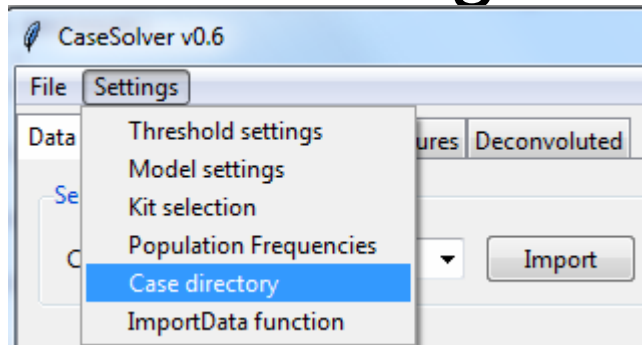 CaseSolver v0.6
File Settings
Data ures Deconvoluted
Threshold settings
Model settings
Se
Kit selection
Population Frequencies
C Import
Case directory
ImportData function